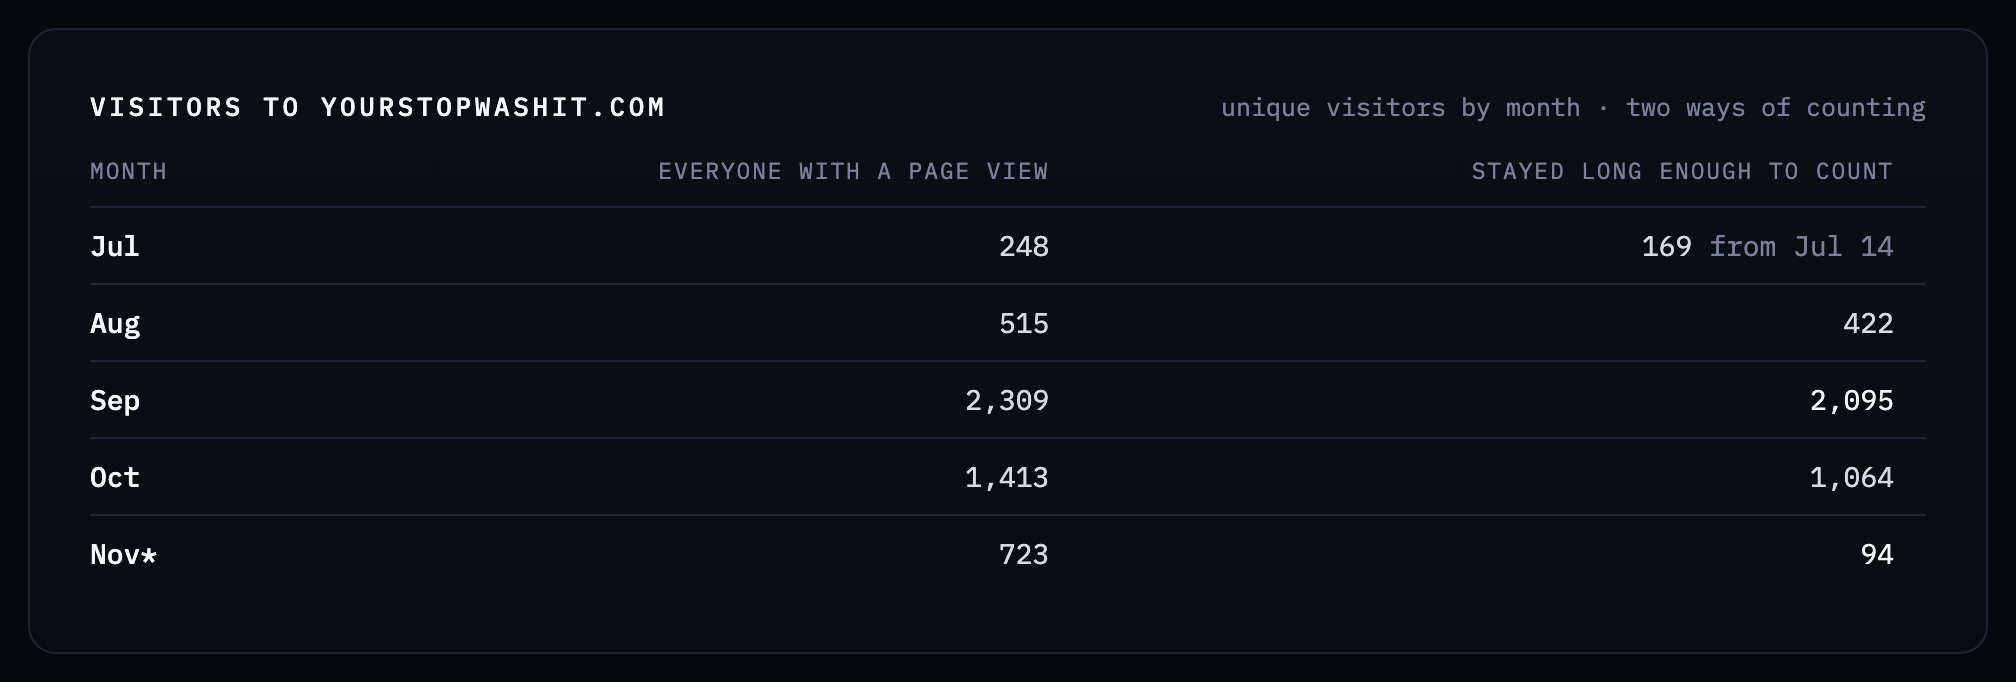 VISITORS TO YOURSTOPWASHIT.COM unique visitors by month · two ways of counting
MONTH EVERYONE WITH A PAGE VIEW STAYED LONG ENOUGH TO COUNT
Jul 248 169 from Jul 14
Aug 515 422
Sep 2,309 2,095
Oct 1,413 1,064
Nov* 723 94